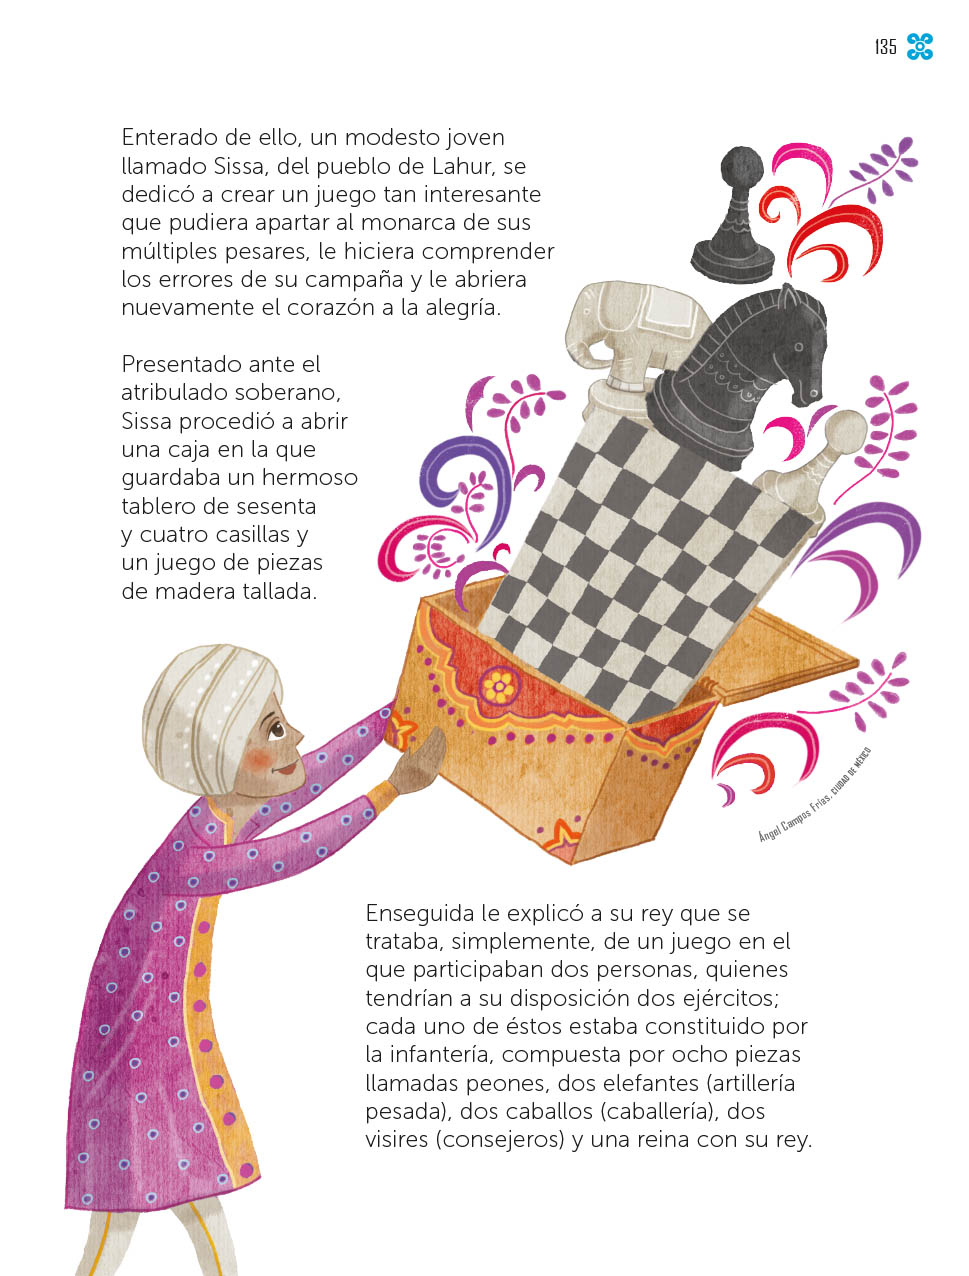 135
Enterado de ello, un modesto joven
llamado Sissa, del pueblo de Lahur, se
dedicó a crear un juego tan interesante
que pudiera apartar al monarca de sus
múltiples pesares, le hiciera comprender
los errores de su campaña y le abriera
nuevamente el corazón a la alegría.
Presentado ante el
atribulado soberano,
Sissa procedió a abrir
una caja en la que
guardaba un hermoso
tablero de sesenta
y cuatro casillas y
un juego de piezas
de madera tallada.
Ángel Campos Frías, CIUDAD DE MÉXICO
Enseguida le explicó a su rey que se
trataba, simplemente, de un juego en el
que participaban dos personas, quienes
tendrían a su disposición dos ejércitos;
cada uno de éstos estaba constituido por
la infantería, compuesta por ocho piezas
llamadas peones, dos elefantes (artillería
pesada), dos caballos (caballería), dos
visires (consejeros) y una reina con su rey.